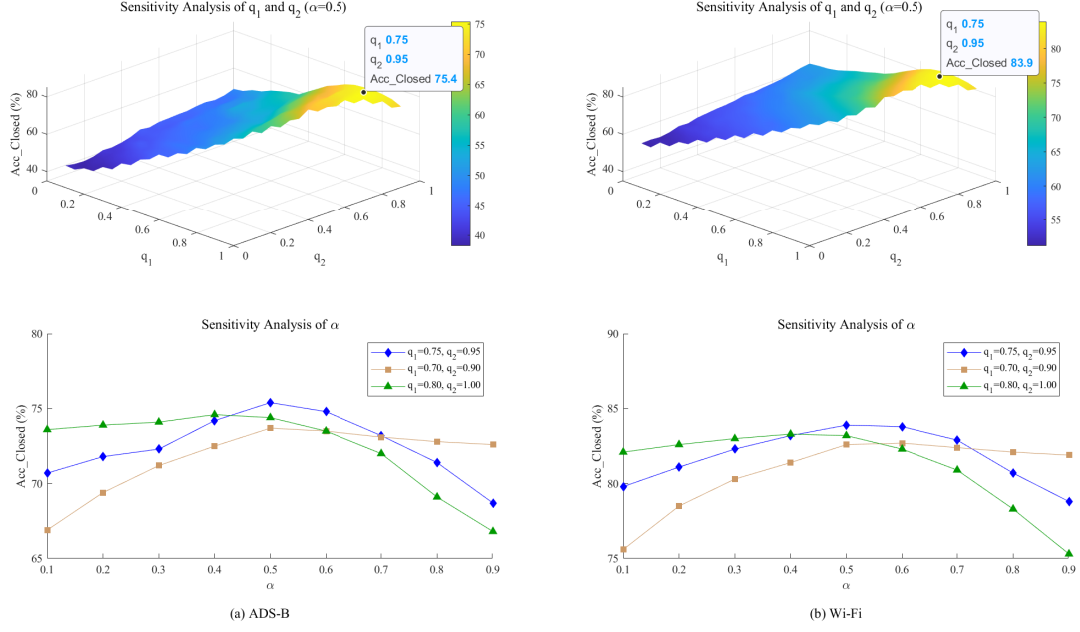 Sensitivity Analysis of q1 and q2 (α=0.5)
q1 0.75
q2 0.95
Acc_Closed 75.4
Acc_Closed (%)
80
60
40
0
0.2
0.4
0.6
0.8
1
q1
0
0.2
0.4
0.6
0.8
1
q2
75
70
65
60
55
50
45
40
Sensitivity Analysis of q1 and q2 (α=0.5)
q1 0.75
q2 0.95
Acc_Closed 83.9
Acc_Closed (%)
80
60
40
0
0.2
0.4
0.6
0.8
1
q1
0
0.2
0.4
0.6
0.8
1
q2
80
75
70
65
60
55
Sensitivity Analysis of α
q1=0.75, q2=0.95
q1=0.70, q2=0.90
q1=0.80, q2=1.00
Acc_Closed (%)
80
75
70
65
0.1 0.2 0.3 0.4 0.5 0.6 0.7 0.8 0.9
α
(a) ADS-B
Sensitivity Analysis of α
q1=0.75, q2=0.95
q1=0.70, q2=0.90
q1=0.80, q2=1.00
Acc_Closed (%)
90
85
80
75
0.1 0.2 0.3 0.4 0.5 0.6 0.7 0.8 0.9
α
(b) Wi-Fi